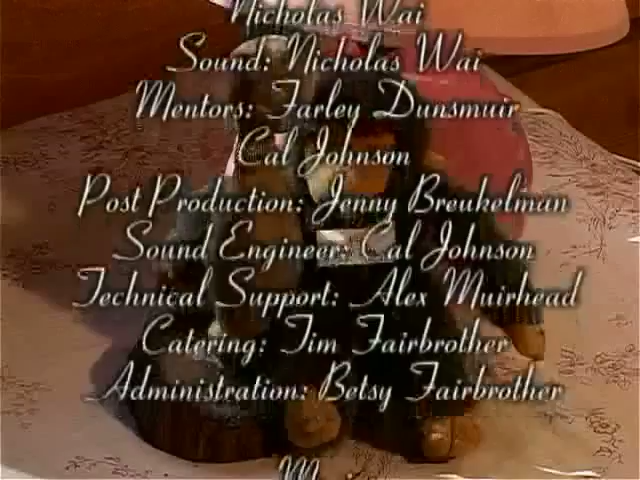 Nicholas Wai
Sound: Nicholas Wai
Mentors: Farley Dunsmuir
Cal Johnson
Post Production: Jenny Breukelman
Sound Engineer: Cal Johnson
Technical Support: Alex Muirhead
Catering: Tim Fairbrother
Administration: Betsy Fairbrother